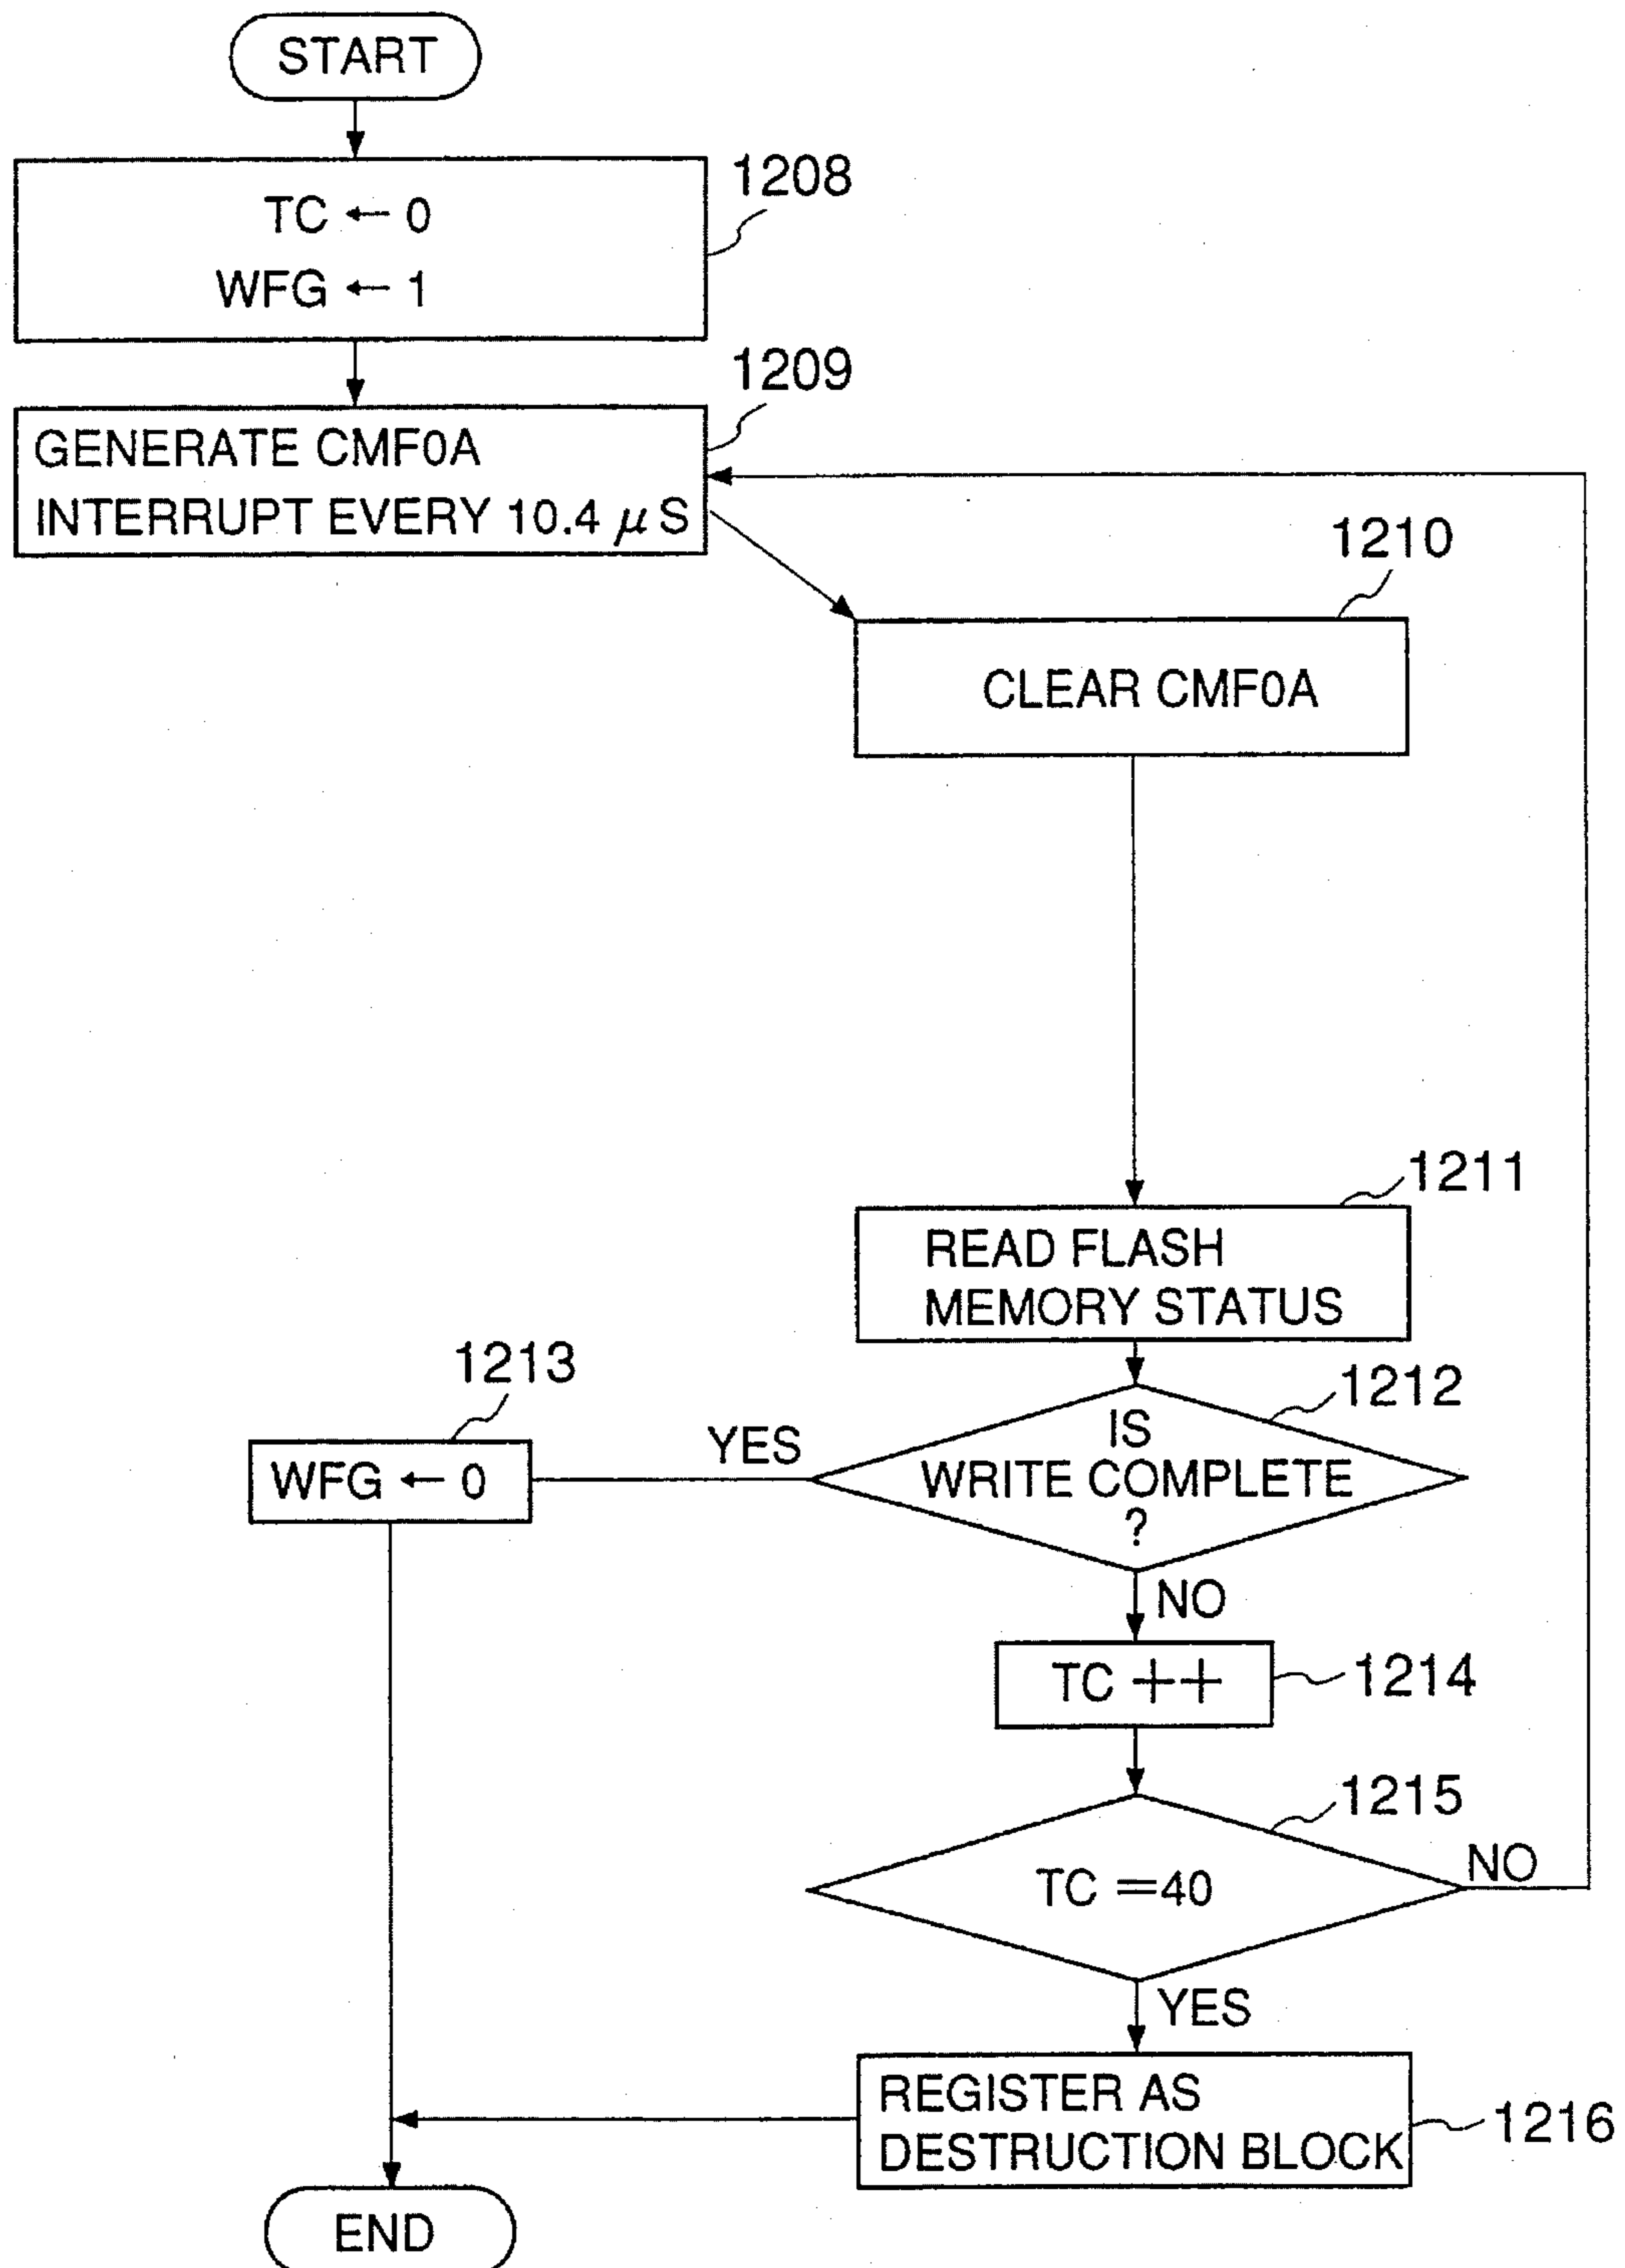 START
1208
TC ← 0
WFG ← 1
1209
GENERATE CMF0A
INTERRUPT EVERY 10.4 μS
1210
CLEAR CMF0A
1211
READ FLASH
MEMORY STATUS
1212
IS
WRITE COMPLETE
?
YES
1213
WFG ← 0
NO
TC ++
1214
1215
TC =40
NO
YES
REGISTER AS
DESTRUCTION BLOCK
1216
END